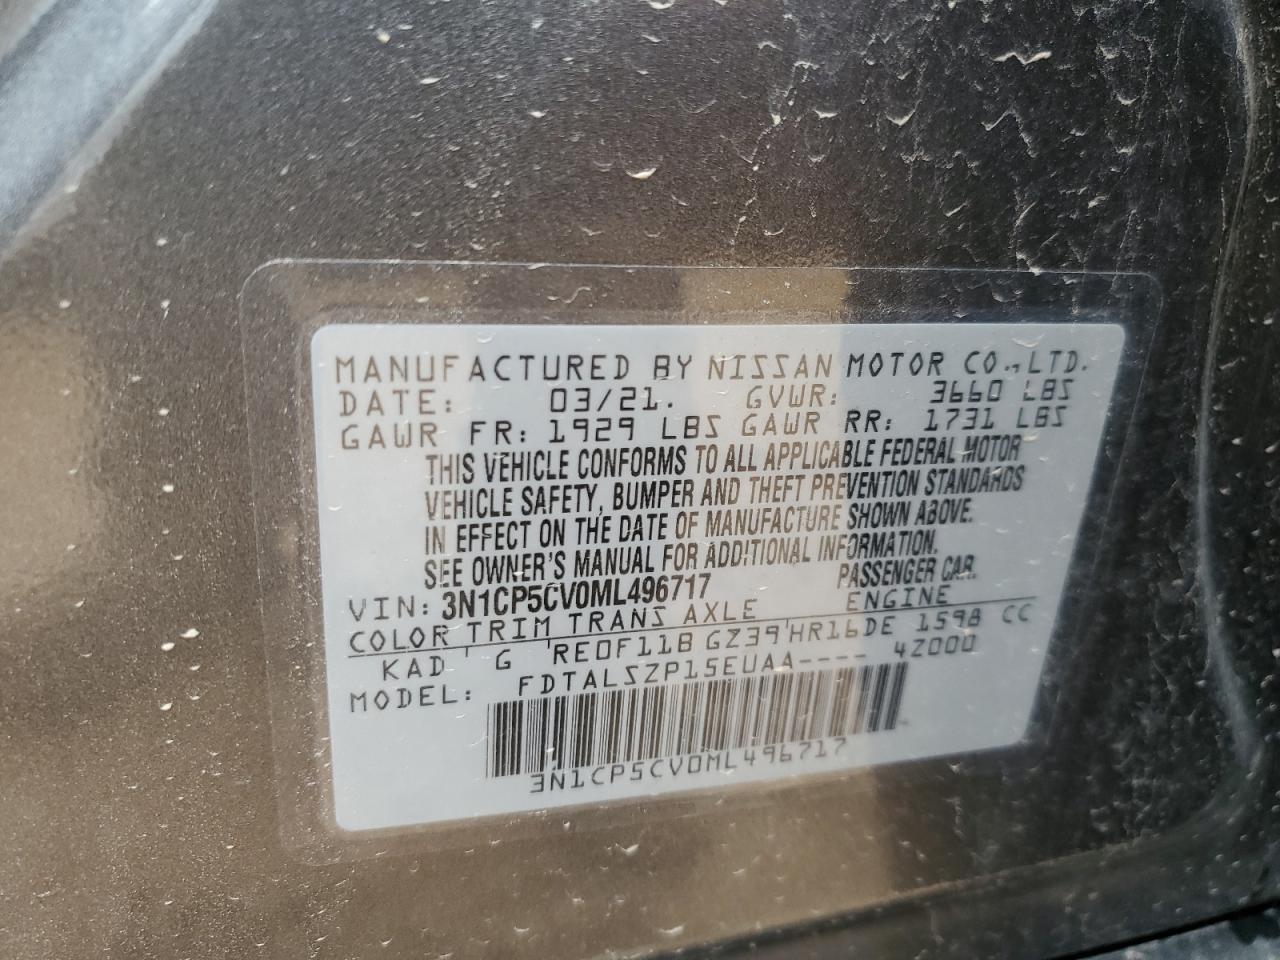 MANUFACTURED BY NISSAN MOTOR CO.,LTD.
DATE: 03/21. GVWR: 3660 LBS
GAWR FR: 1929 LBS GAWR RR: 1731 LBS
THIS VEHICLE CONFORMS TO ALL APPLICABLE FEDERAL MOTOR
VEHICLE SAFETY, BUMPER AND THEFT PREVENTION STANDARDS
IN EFFECT ON THE DATE OF MANUFACTURE SHOWN ABOVE.
SEE OWNER'S MANUAL FOR ADDITIONAL INFORMATION.
VIN: 3N1CP5CV0ML496717 PASSENGER CAR.
COLOR TRIM TRANS AXLE ENGINE
KAD ' G 'RE0F11B GZ39'HR16DE 1598 CC
MODEL: FDTALSZP15EUAA---- 42000
3N1CP5CV0ML496717